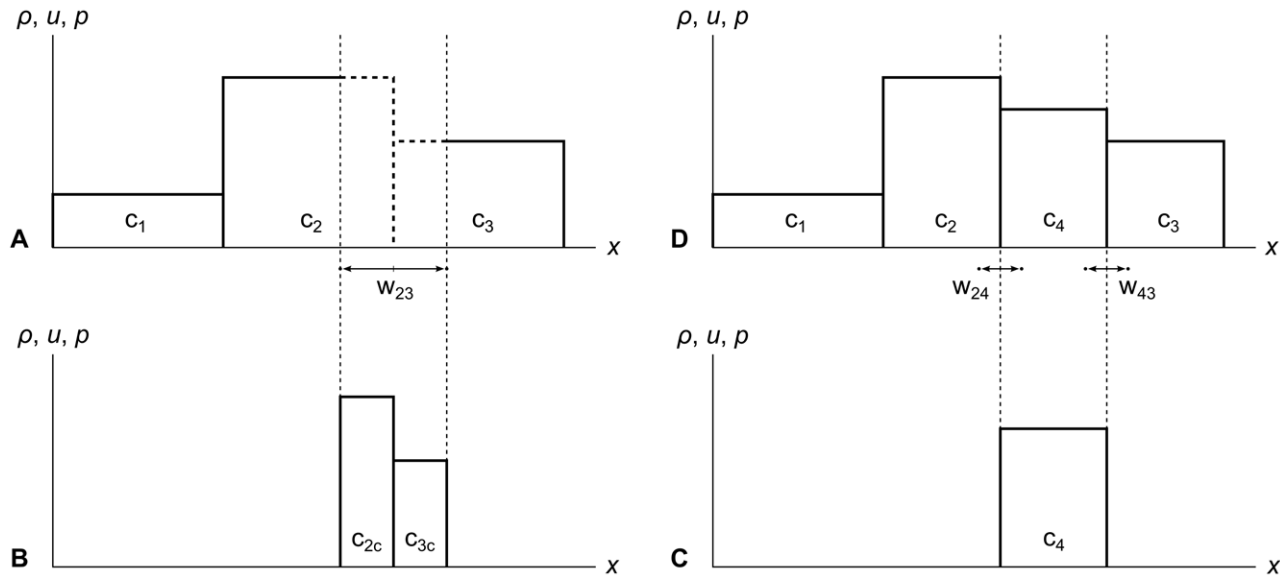 ρ, u, p
c₁ c₂ c₃
A x
w₂₃
ρ, u, p
c₁ c₂ c₄ c₃
D x
w₂₄ w₄₃
ρ, u, p
c₂c c₃c
B x
ρ, u, p
c₄
C x